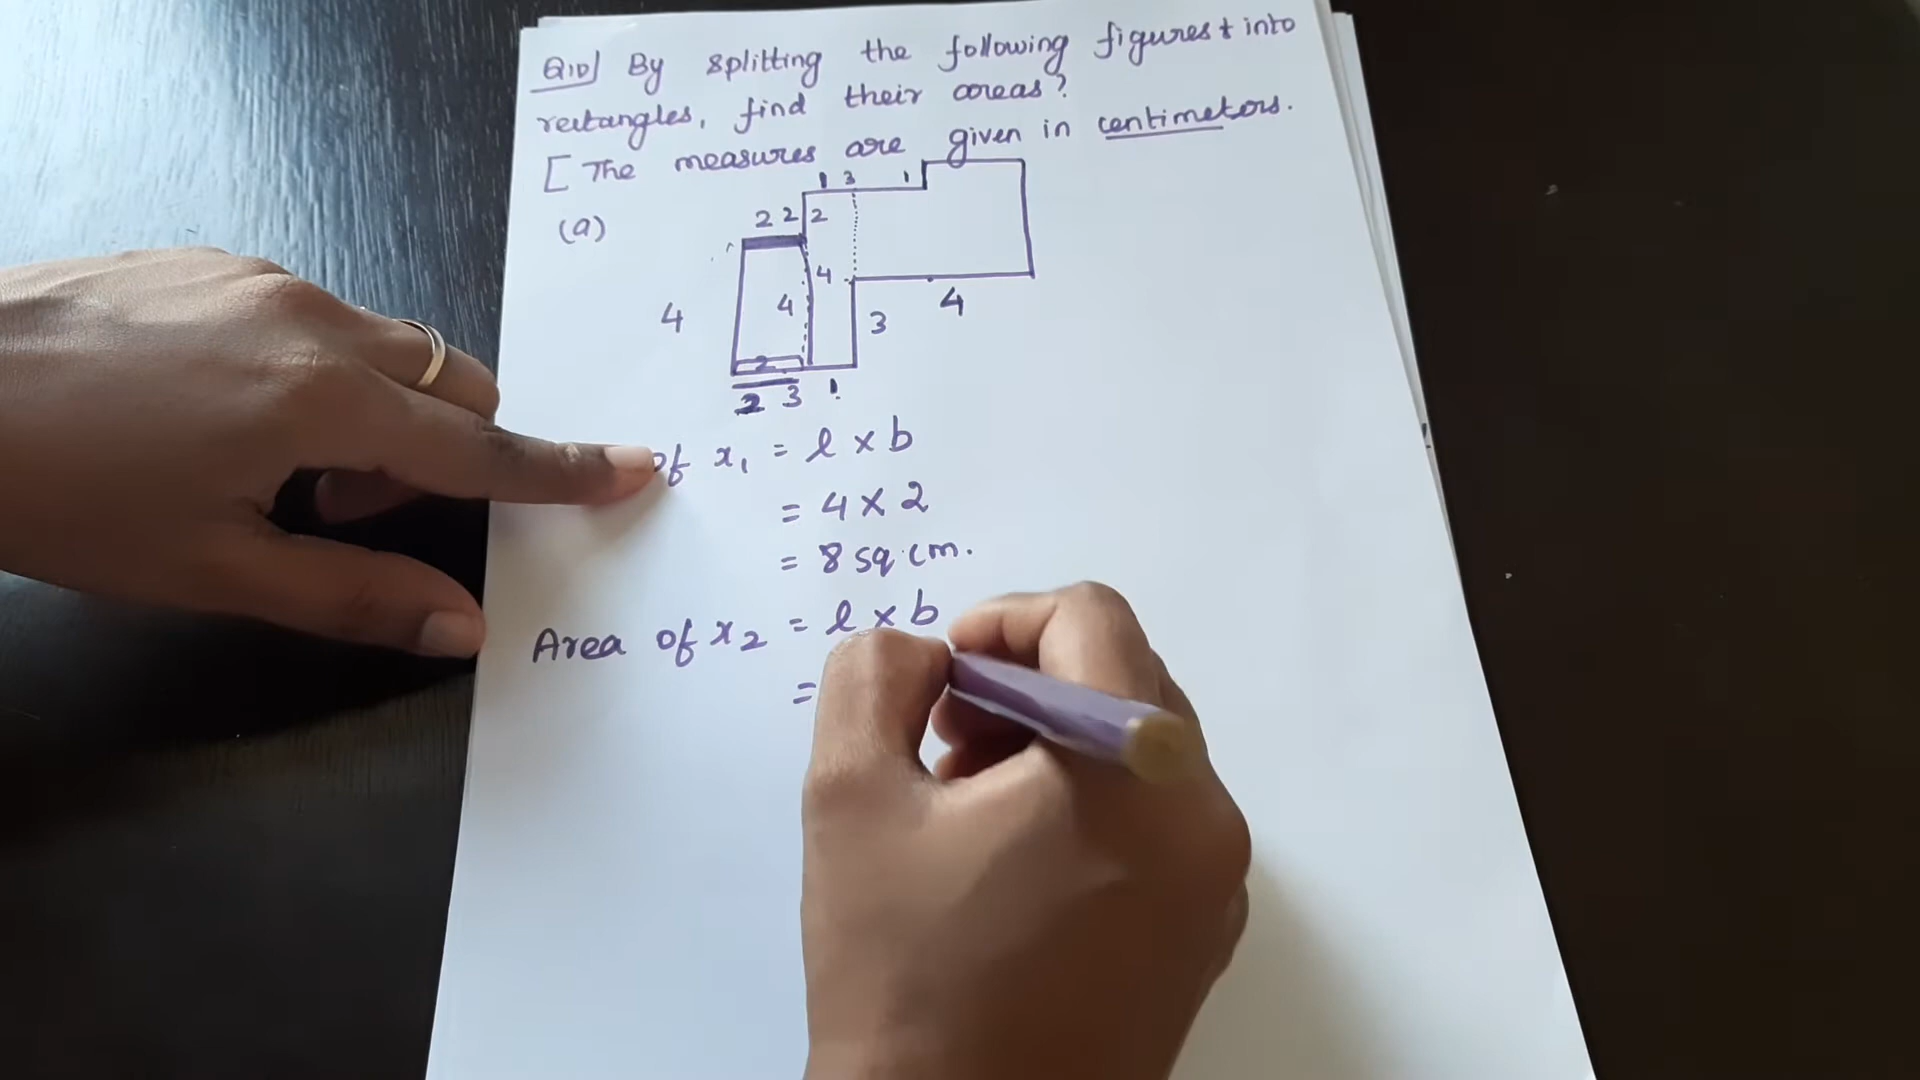 Q10) By splitting the following figures into
rectangles, find their areas?
[The measures are given in centimeters.
(a)
1 3 1
2 2 2
4
4 4
3 4
2
2 3 1
of x1 = l x b
= 4 x 2
= 8 sq.cm.
Area of x2 = l x b
=